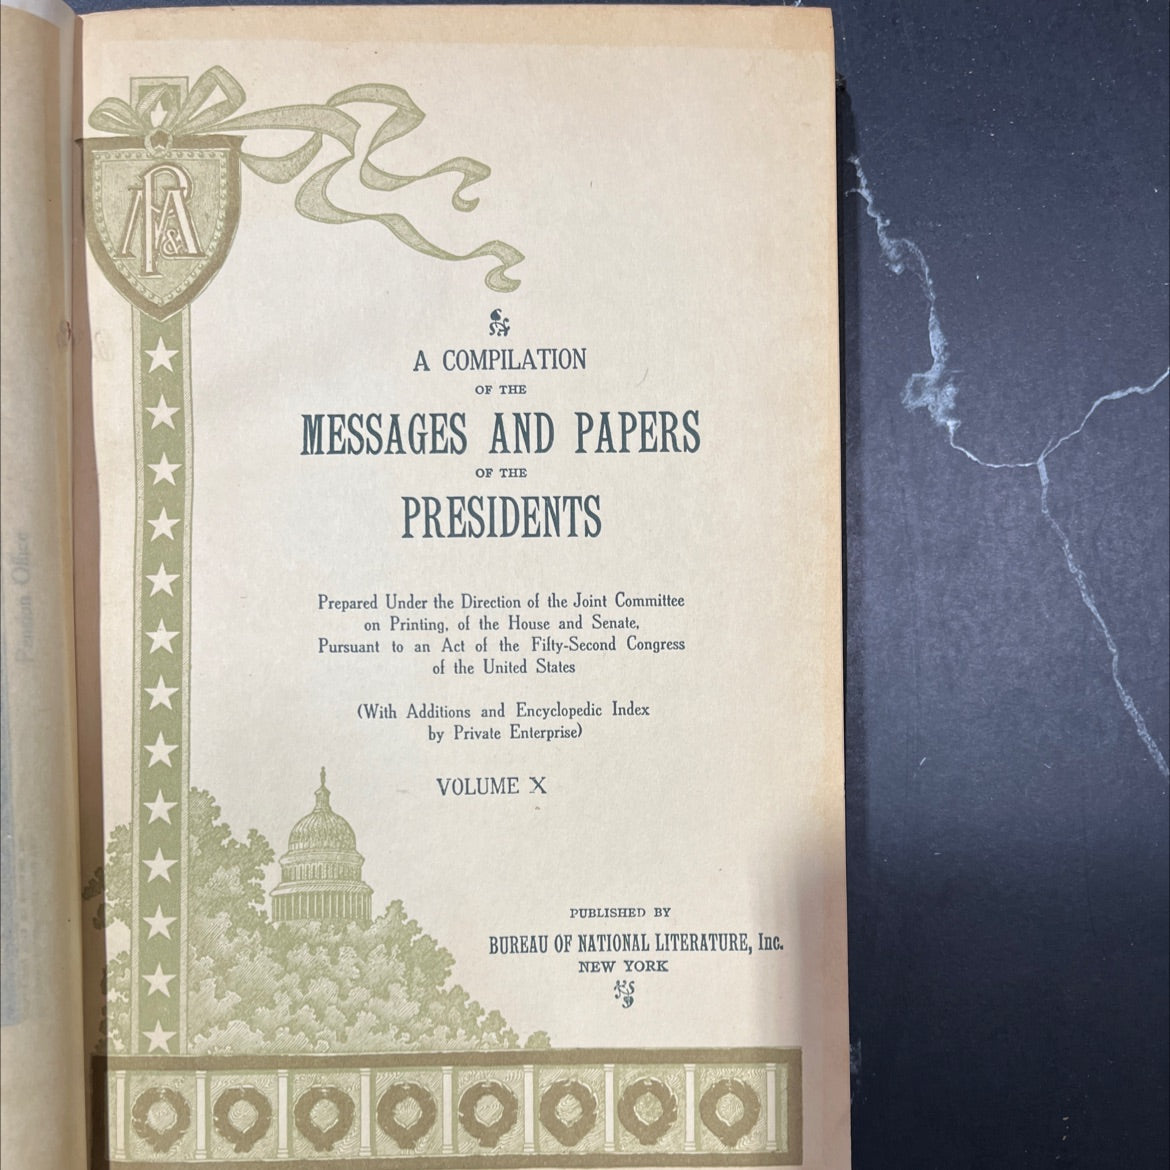 A COMPILATION
OF THE
MESSAGES AND PAPERS
OF THE
PRESIDENTS
Prepared Under the Direction of the Joint Committee
on Printing, of the House and Senate,
Pursuant to an Act of the Fifty-Second Congress
of the United States
(With Additions and Encyclopedic Index
by Private Enterprise)
VOLUME X
PUBLISHED BY
BUREAU OF NATIONAL LITERATURE, Inc.
NEW YORK